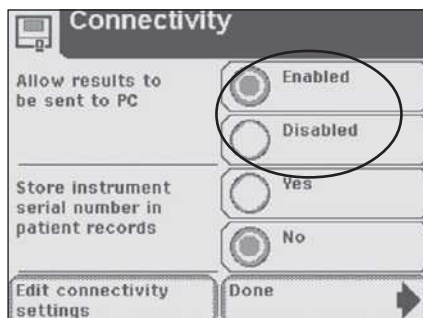 Connectivity
Allow results to
be sent to PC
Enabled
Disabled
Store instrument
serial number in
patient records
Yes
No
Edit connectivity
settings
Done